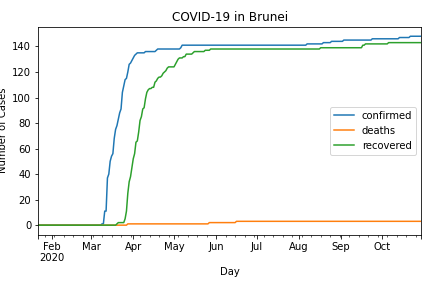 COVID-19 in Brunei
140
120
100
80
60
40
20
0
Number of Cases
confirmed
deaths
recovered
Feb
2020
Mar
Apr
May
Jun
Jul
Aug
Sep
Oct
Day